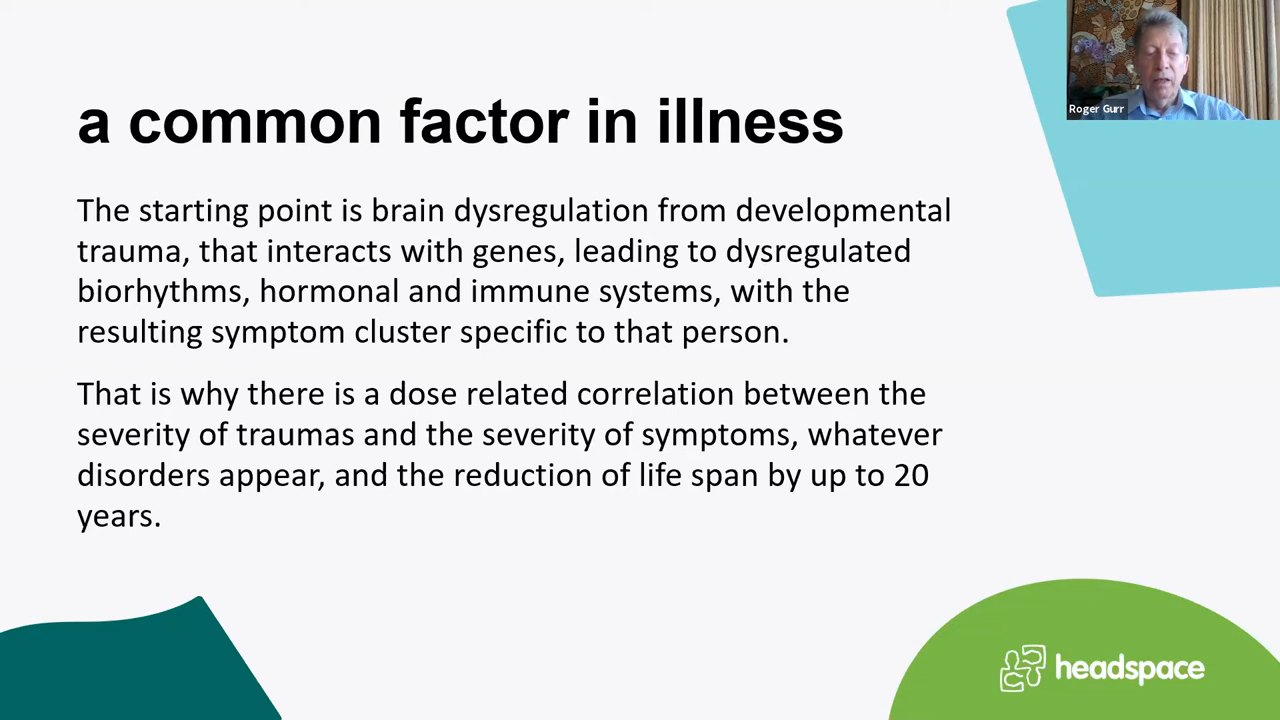 a common factor in illness
Roger Gurr
The starting point is brain dysregulation from developmental
trauma, that interacts with genes, leading to dysregulated
biorhythms, hormonal and immune systems, with the
resulting symptom cluster specific to that person.
That is why there is a dose related correlation between the
severity of traumas and the severity of symptoms, whatever
disorders appear, and the reduction of life span by up to 20
years.
headspace